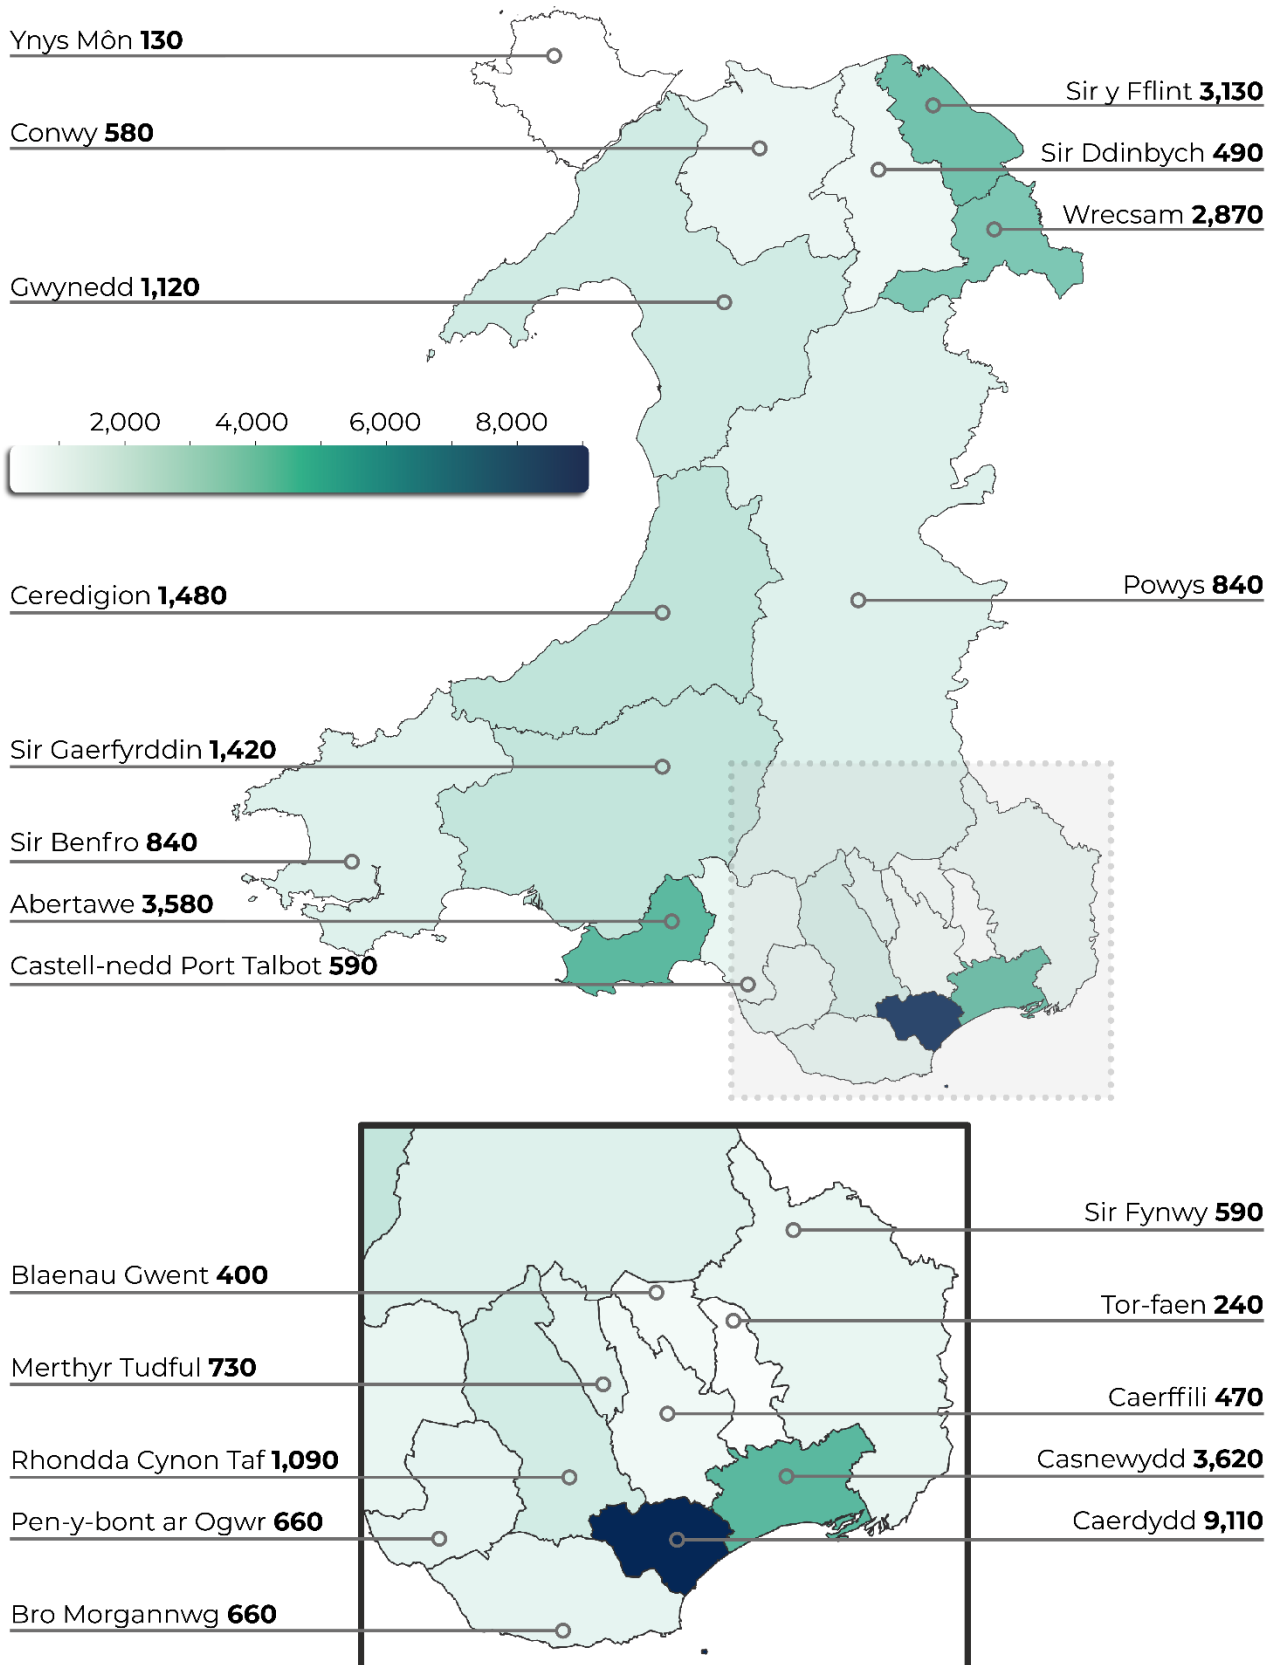 Ynys Môn 130
Sir y Fflint 3,130
Conwy 580
Sir Ddinbych 490
Wrecsam 2,870
Gwynedd 1,120
2,000 4,000 6,000 8,000
Ceredigion 1,480
Powys 840
Sir Gaerfyrddin 1,420
Sir Benfro 840
Abertawe 3,580
Castell-nedd Port Talbot 590
Sir Fynwy 590
Blaenau Gwent 400
Tor-faen 240
Merthyr Tudful 730
Caerffili 470
Rhondda Cynon Taf 1,090
Casnewydd 3,620
Pen-y-bont ar Ogwr 660
Caerdydd 9,110
Bro Morgannwg 660